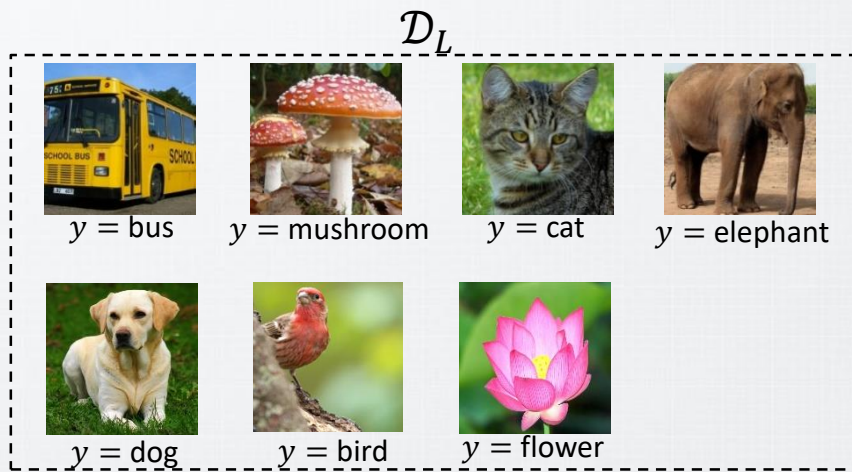 𝒟_L
SCHOOL BUS
SCHOOL
y = bus
y = mushroom
y = cat
y = elephant
y = dog
y = bird
y = flower